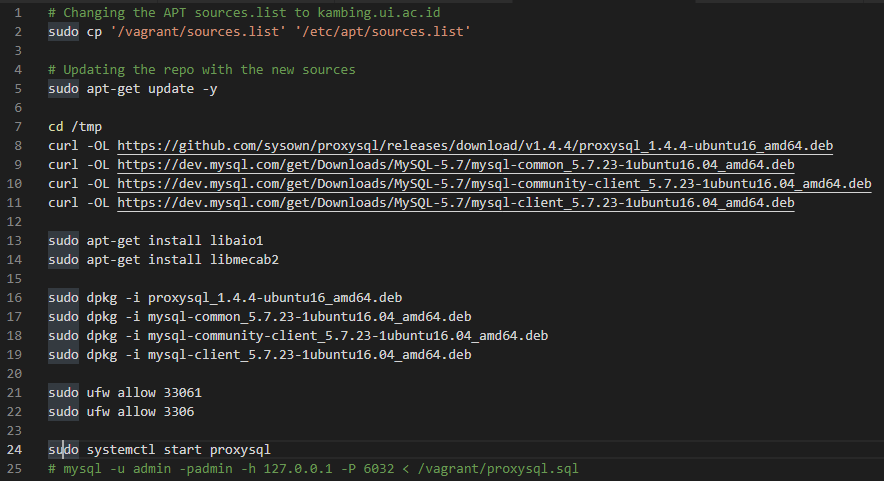 1 # Changing the APT sources.list to kambing.ui.ac.id
2 sudo cp '/vagrant/sources.list' '/etc/apt/sources.list'
3
4 # Updating the repo with the new sources
5 sudo apt-get update -y
6
7 cd /tmp
8 curl -OL https://github.com/sysown/proxysql/releases/download/v1.4.4/proxysql_1.4.4-ubuntu16_amd64.deb
9 curl -OL https://dev.mysql.com/get/Downloads/MySQL-5.7/mysql-common_5.7.23-1ubuntu16.04_amd64.deb
10 curl -OL https://dev.mysql.com/get/Downloads/MySQL-5.7/mysql-community-client_5.7.23-1ubuntu16.04_amd64.deb
11 curl -OL https://dev.mysql.com/get/Downloads/MySQL-5.7/mysql-client_5.7.23-1ubuntu16.04_amd64.deb
12
13 sudo apt-get install libaio1
14 sudo apt-get install libmecab2
15
16 sudo dpkg -i proxysql_1.4.4-ubuntu16_amd64.deb
17 sudo dpkg -i mysql-common_5.7.23-1ubuntu16.04_amd64.deb
18 sudo dpkg -i mysql-community-client_5.7.23-1ubuntu16.04_amd64.deb
19 sudo dpkg -i mysql-client_5.7.23-1ubuntu16.04_amd64.deb
20
21 sudo ufw allow 33061
22 sudo ufw allow 3306
23
24 sudo systemctl start proxysql
25 # mysql -u admin -padmin -h 127.0.0.1 -P 6032 < /vagrant/proxysql.sql